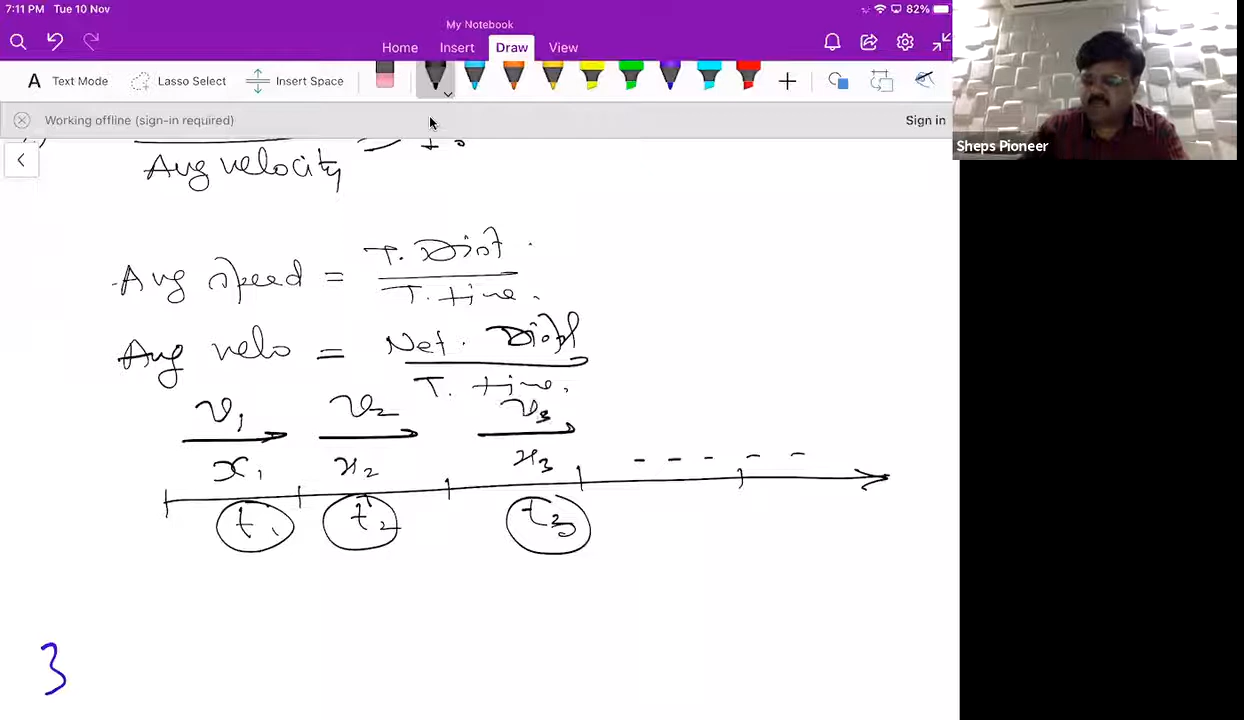 7:11 PM Tue 10 Nov
82%
My Notebook
Home Insert Draw View
Text Mode Lasso Select Insert Space
Working offline (sign-in required) Sign in
Sheps Pioneer
Avg velocity
Avg speed = T. Dist. / T. time.
Avg velo = Net. Dist / T. time.
v₁ v₂ v₃
x₁ x₂ x₃ - - - - -
t₁ t₂ t₃
3